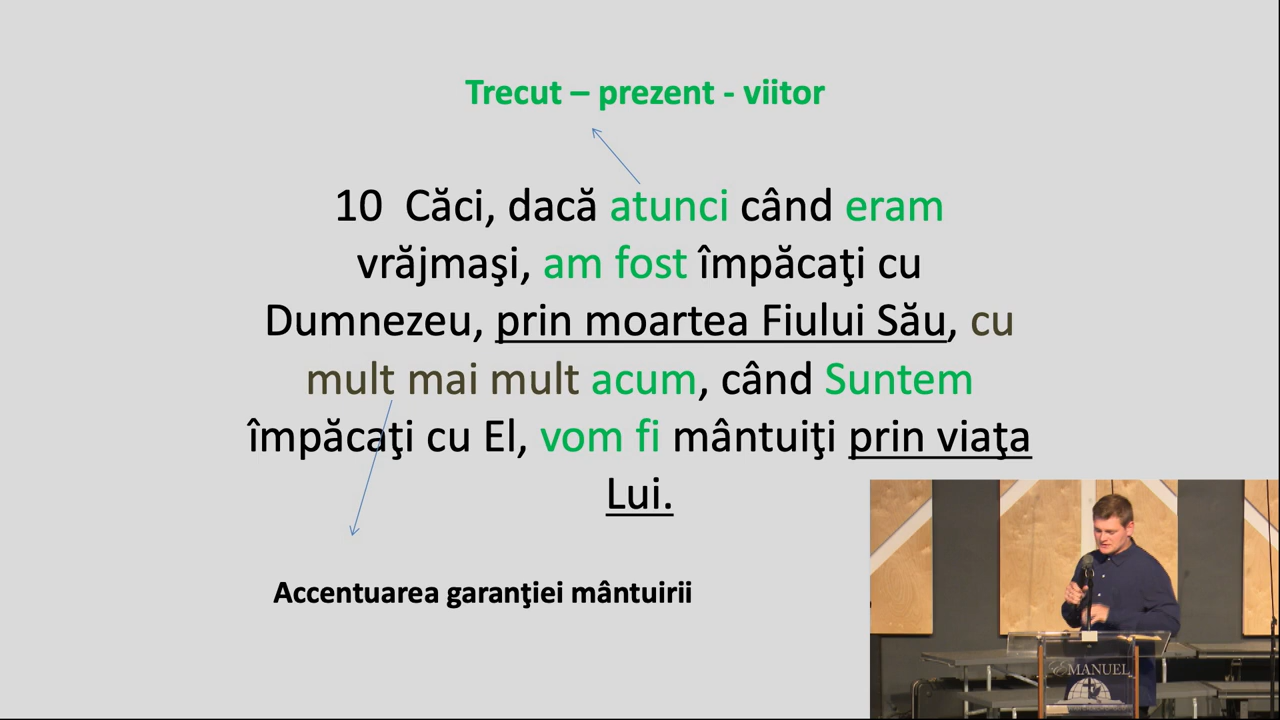 Trecut – prezent - viitor
10  Căci, dacă atunci când eram
vrăjmaşi, am fost împăcaţi cu
Dumnezeu, prin moartea Fiului Său, cu
mult mai mult acum, când Suntem
împăcaţi cu El, vom fi mântuiţi prin viaţa
Lui.
Accentuarea garanţiei mântuirii
EMANUEL